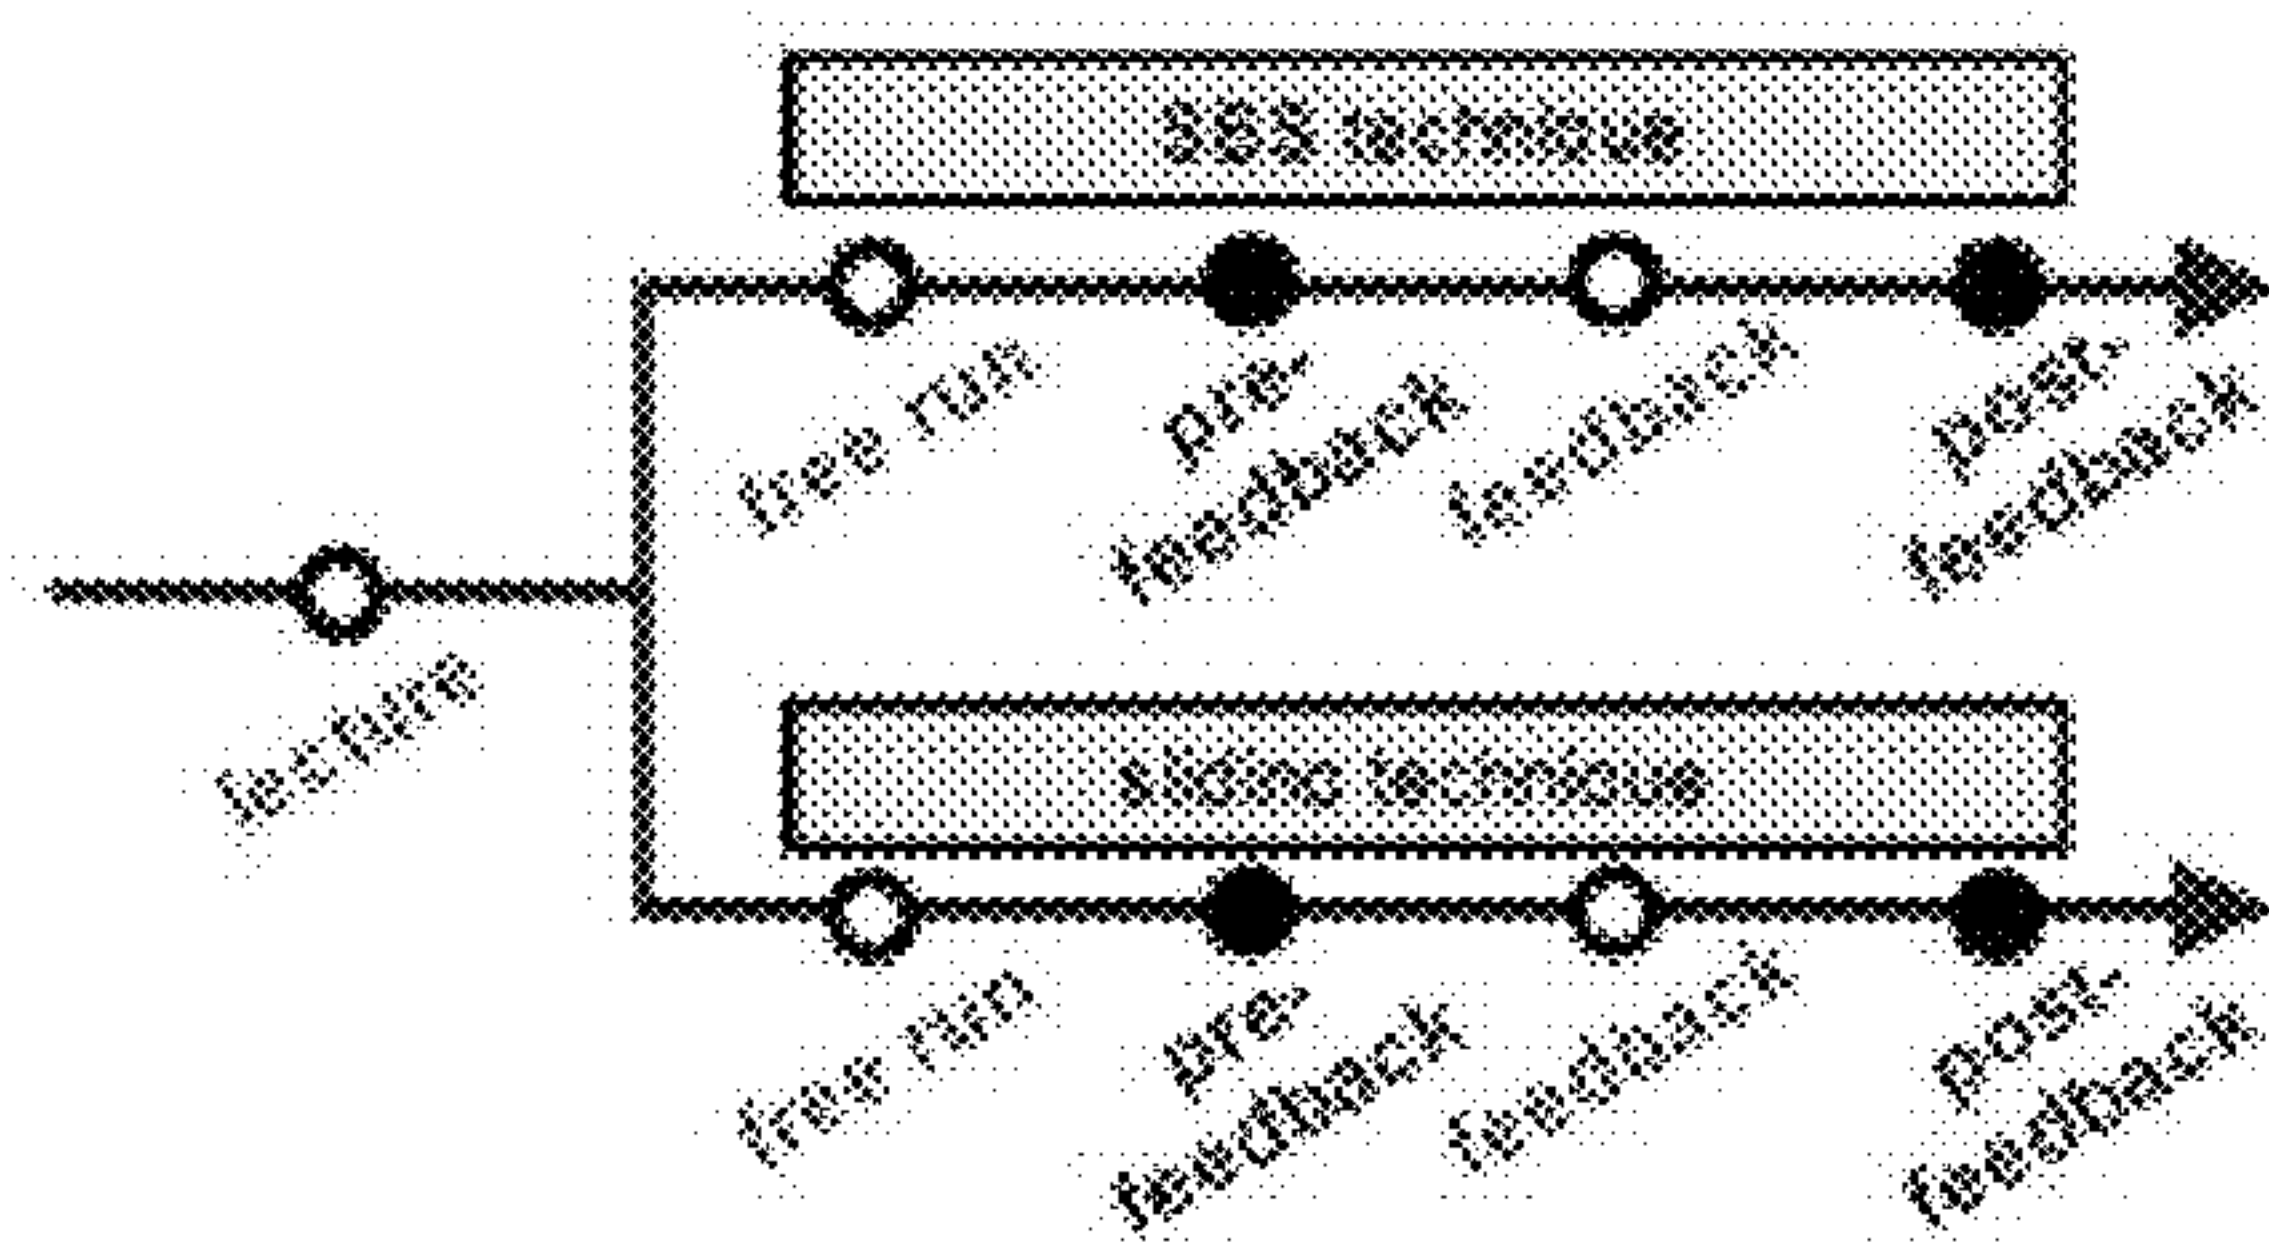 technique
free run
pre-
feedback
feedback
post-
feedback
lecture
sliding technique
free run
pre-
feedback
feedback
post-
feedback